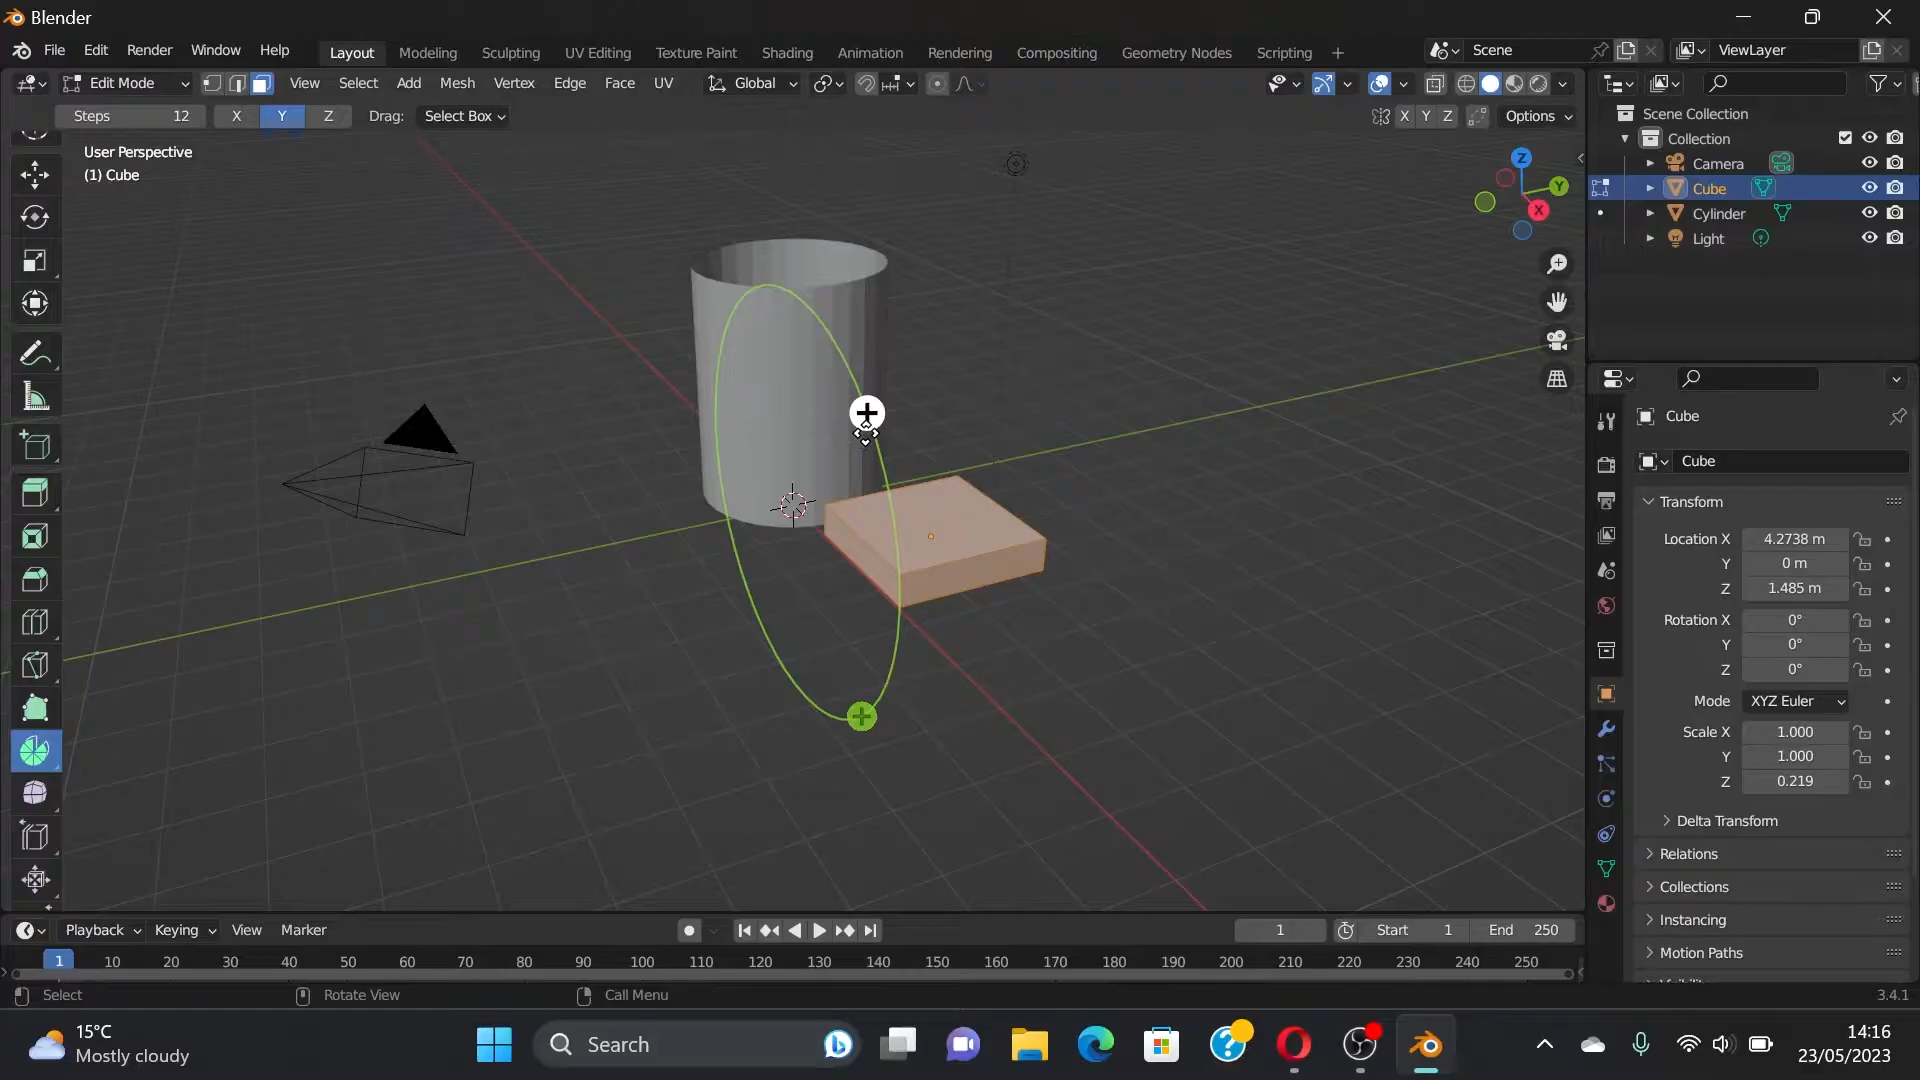 Blender
File Edit Render Window Help Layout Modeling Sculpting UV Editing Texture Paint Shading Animation Rendering Compositing Geometry Nodes Scripting + Scene ViewLayer
Edit Mode View Select Add Mesh Vertex Edge Face UV Global
Steps 12 X Y Z Drag: Select Box X Y Z Options
User Perspective
(1) Cube
Z
Y
X
Scene Collection
Collection
Camera
Cube
Cylinder
Light
Cube
Cube
Transform
Location X 4.2738 m
Y 0 m
Z 1.485 m
Rotation X 0°
Y 0°
Z 0°
Mode XYZ Euler
Scale X 1.000
Y 1.000
Z 0.219
Delta Transform
Relations
Collections
Instancing
Motion Paths
Playback Keying View Marker 1 Start 1 End 250
1 10 20 30 40 50 60 70 80 90 100 110 120 130 140 150 160 170 180 190 200 210 220 230 240 250
Select Rotate View Call Menu 3.4.1
15°C
Mostly cloudy
Search
14:16
23/05/2023